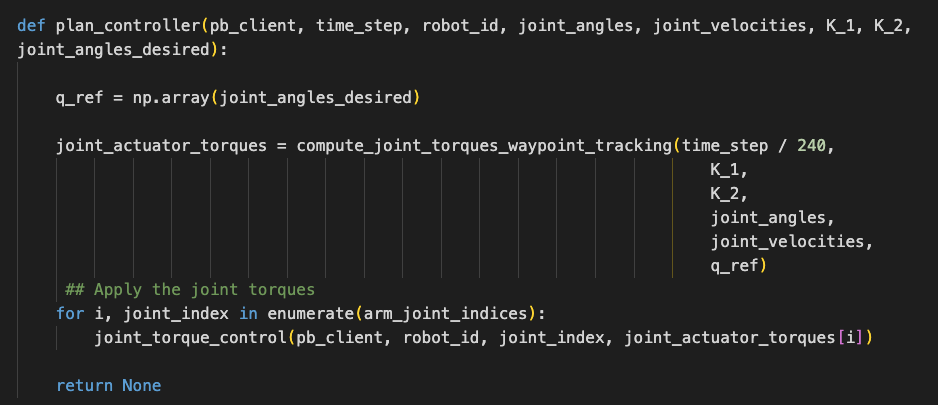 def plan_controller(pb_client, time_step, robot_id, joint_angles, joint_velocities, K_1, K_2,
joint_angles_desired):
    q_ref = np.array(joint_angles_desired)
    joint_actuator_torques = compute_joint_torques_waypoint_tracking(time_step / 240,
                                                                    K_1,
                                                                    K_2,
                                                                    joint_angles,
                                                                    joint_velocities,
                                                                    q_ref)
     ## Apply the joint torques
    for i, joint_index in enumerate(arm_joint_indices):
        joint_torque_control(pb_client, robot_id, joint_index, joint_actuator_torques[i])
    return None